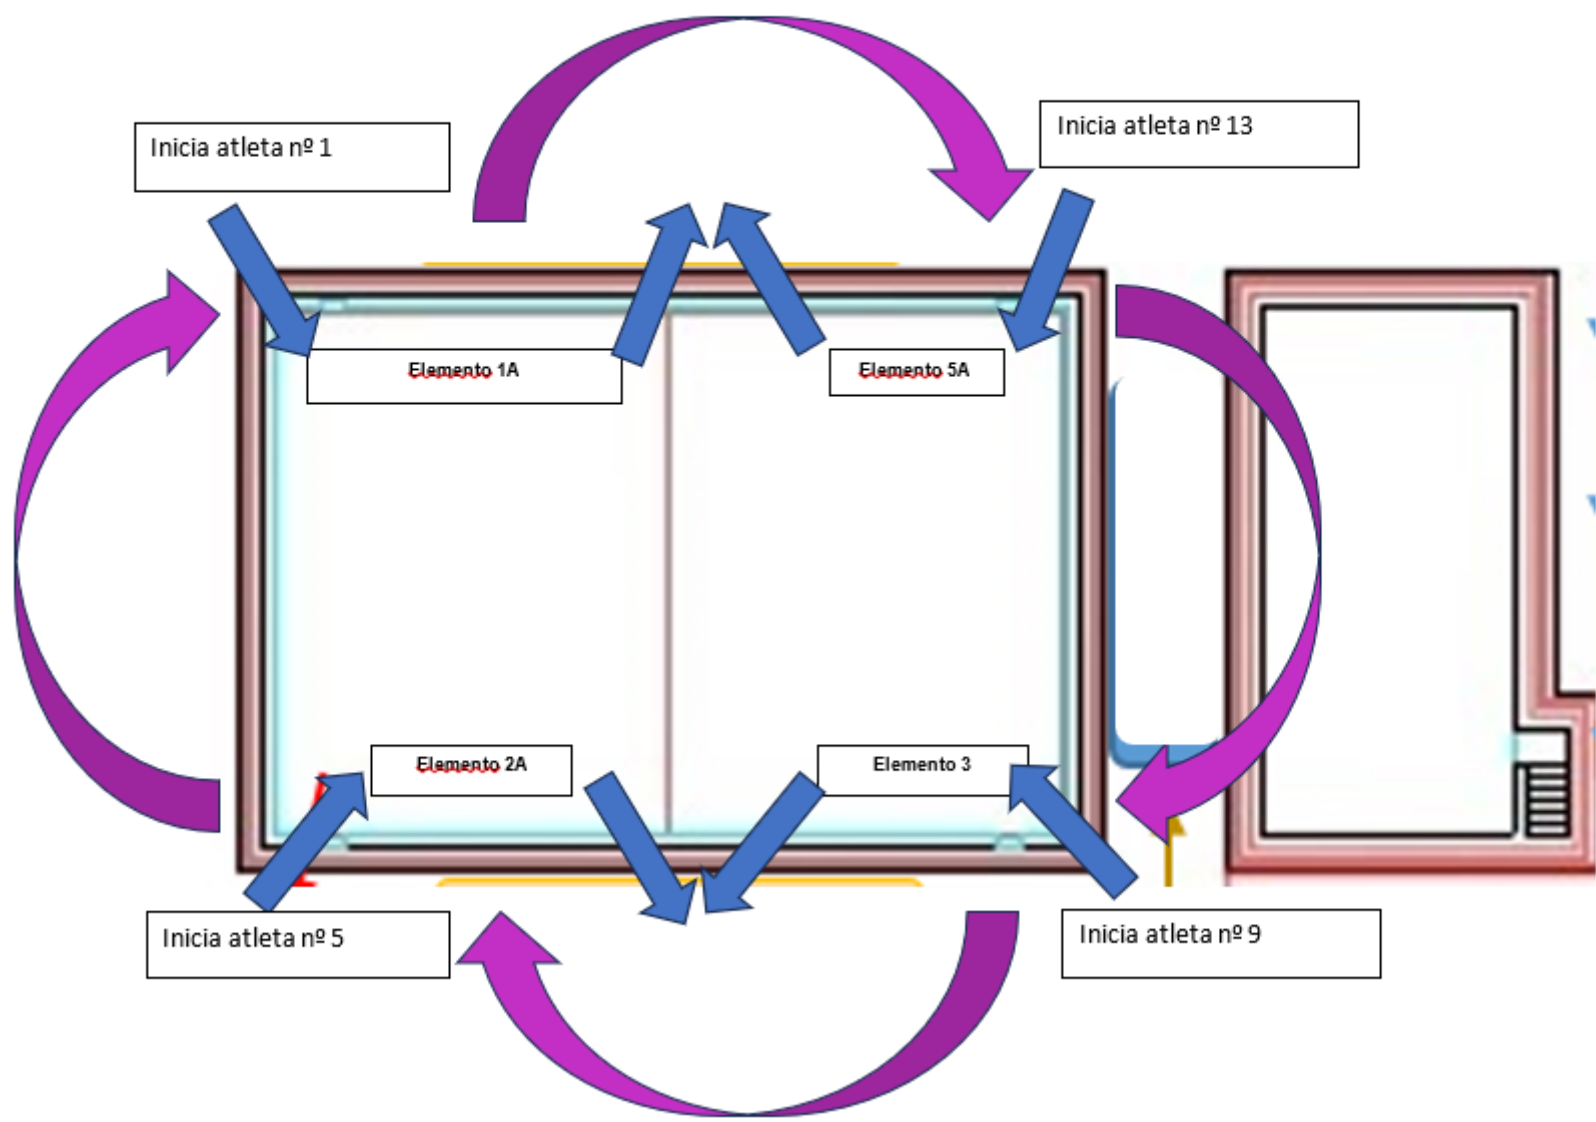 Inicia atleta nº 1
Inicia atleta nº 13
Elemento 1A
Elemento 5A
Elemento 2A
Elemento 3
Inicia atleta nº 5
Inicia atleta nº 9